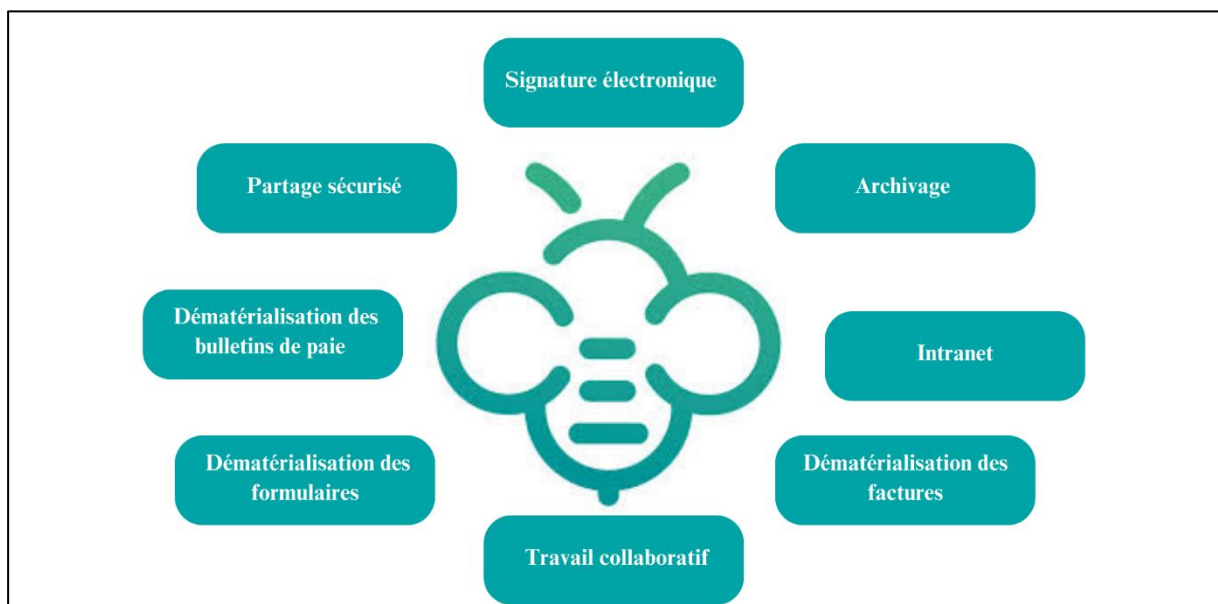 Signature électronique
Partage sécurisé
Archivage
Dématérialisation des
bulletins de paie
Intranet
Dématérialisation des
formulaires
Dématérialisation des
factures
Travail collaboratif